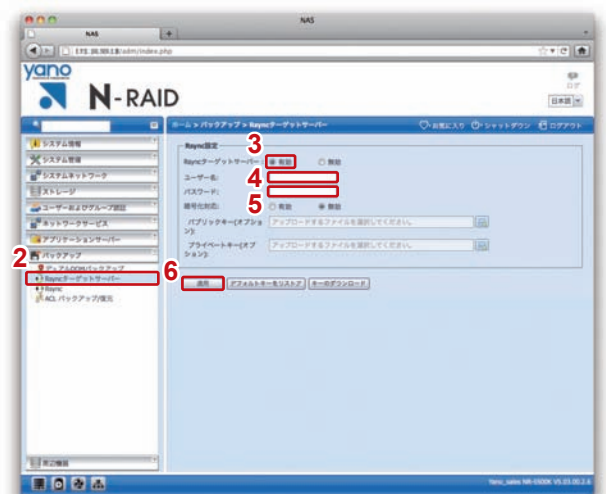 NAS
NAS
/adm/index.php
yano
N-RAID
ログ
日本語
ホーム > バックアップ > Rsyncターゲットサーバー
お気に入り シャットダウン ログアウト
システム情報
システム管理
システムネットワーク
ストレージ
ユーザーおよびグループ認証
ネットワークサービス
アプリケーションサーバー
2 バックアップ
デュアルDOMバックアップ
Rsyncターゲットサーバー
Rsync
ACL バックアップ/復元
周辺機器
Rsync設定
3
Rsyncターゲットサーバー: 有効 無効
4 ユーザー名:
パスワード:
5 暗号化対応: 有効 無効
パブリックキー(オプション): アップロードするファイルを選択してください。
プライベートキー(オプション): アップロードするファイルを選択してください。
6 適用 デフォルトキーをリストア キーのダウンロード